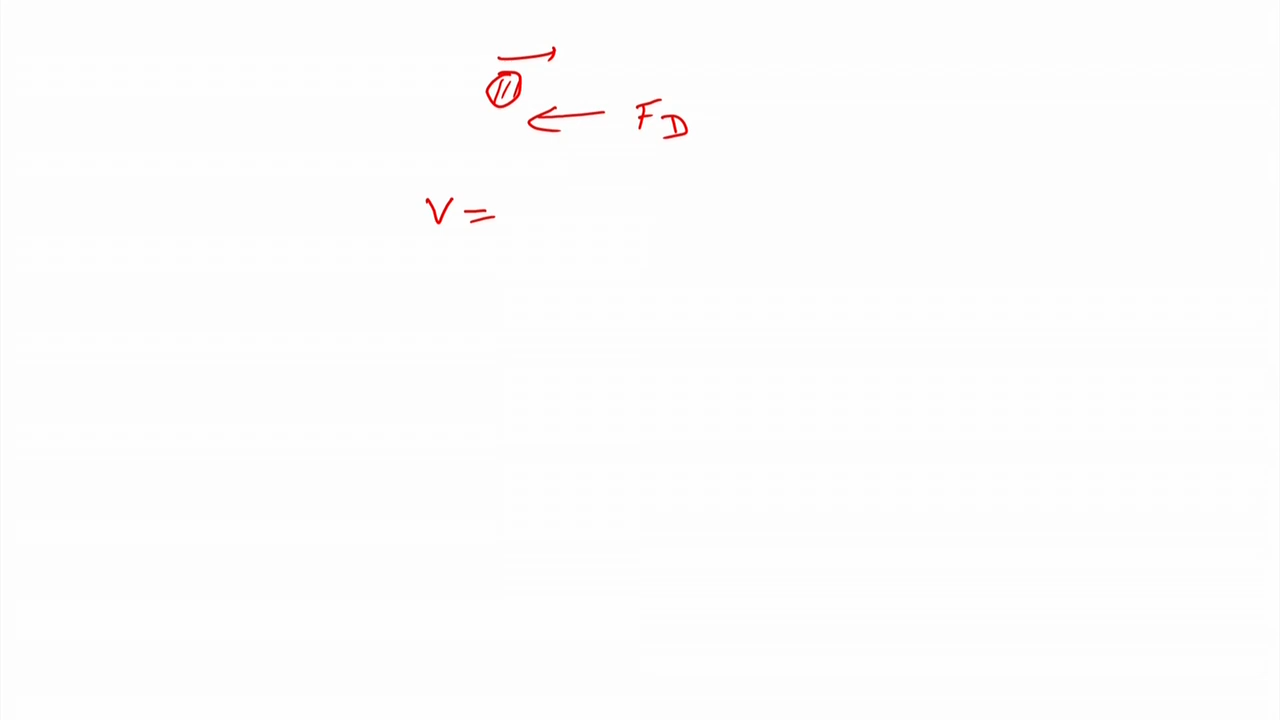 F_D
V =